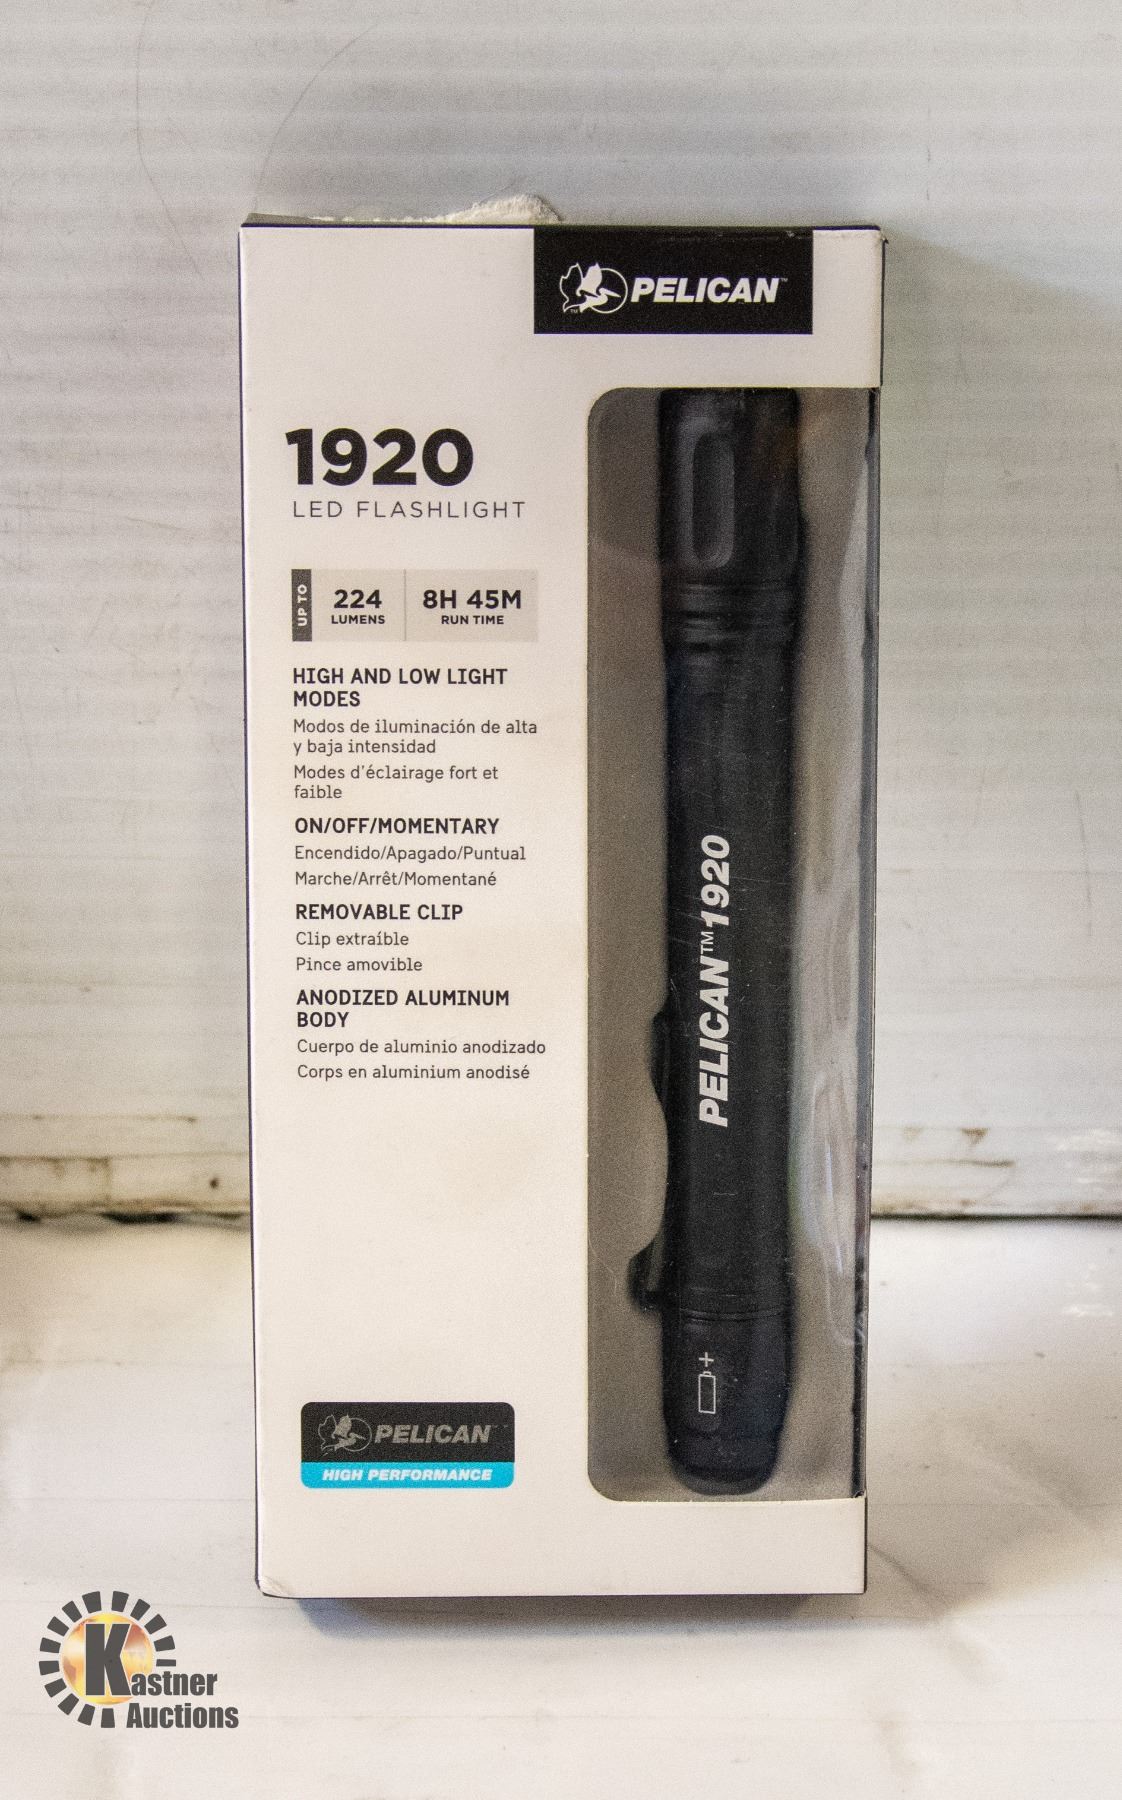 PELICAN™
1920
LED FLASHLIGHT
UP TO
224
LUMENS
8H 45M
RUN TIME
HIGH AND LOW LIGHT
MODES
Modos de iluminación de alta
y baja intensidad
Modes d'éclairage fort et
faible
ON/OFF/MOMENTARY
Encendido/Apagado/Puntual
Marche/Arrêt/Momentané
REMOVABLE CLIP
Clip extraíble
Pince amovible
ANODIZED ALUMINUM
BODY
Cuerpo de aluminio anodizado
Corps en aluminium anodisé
PELICAN™ 1920
+
PELICAN™
HIGH PERFORMANCE
Kastner
Auctions